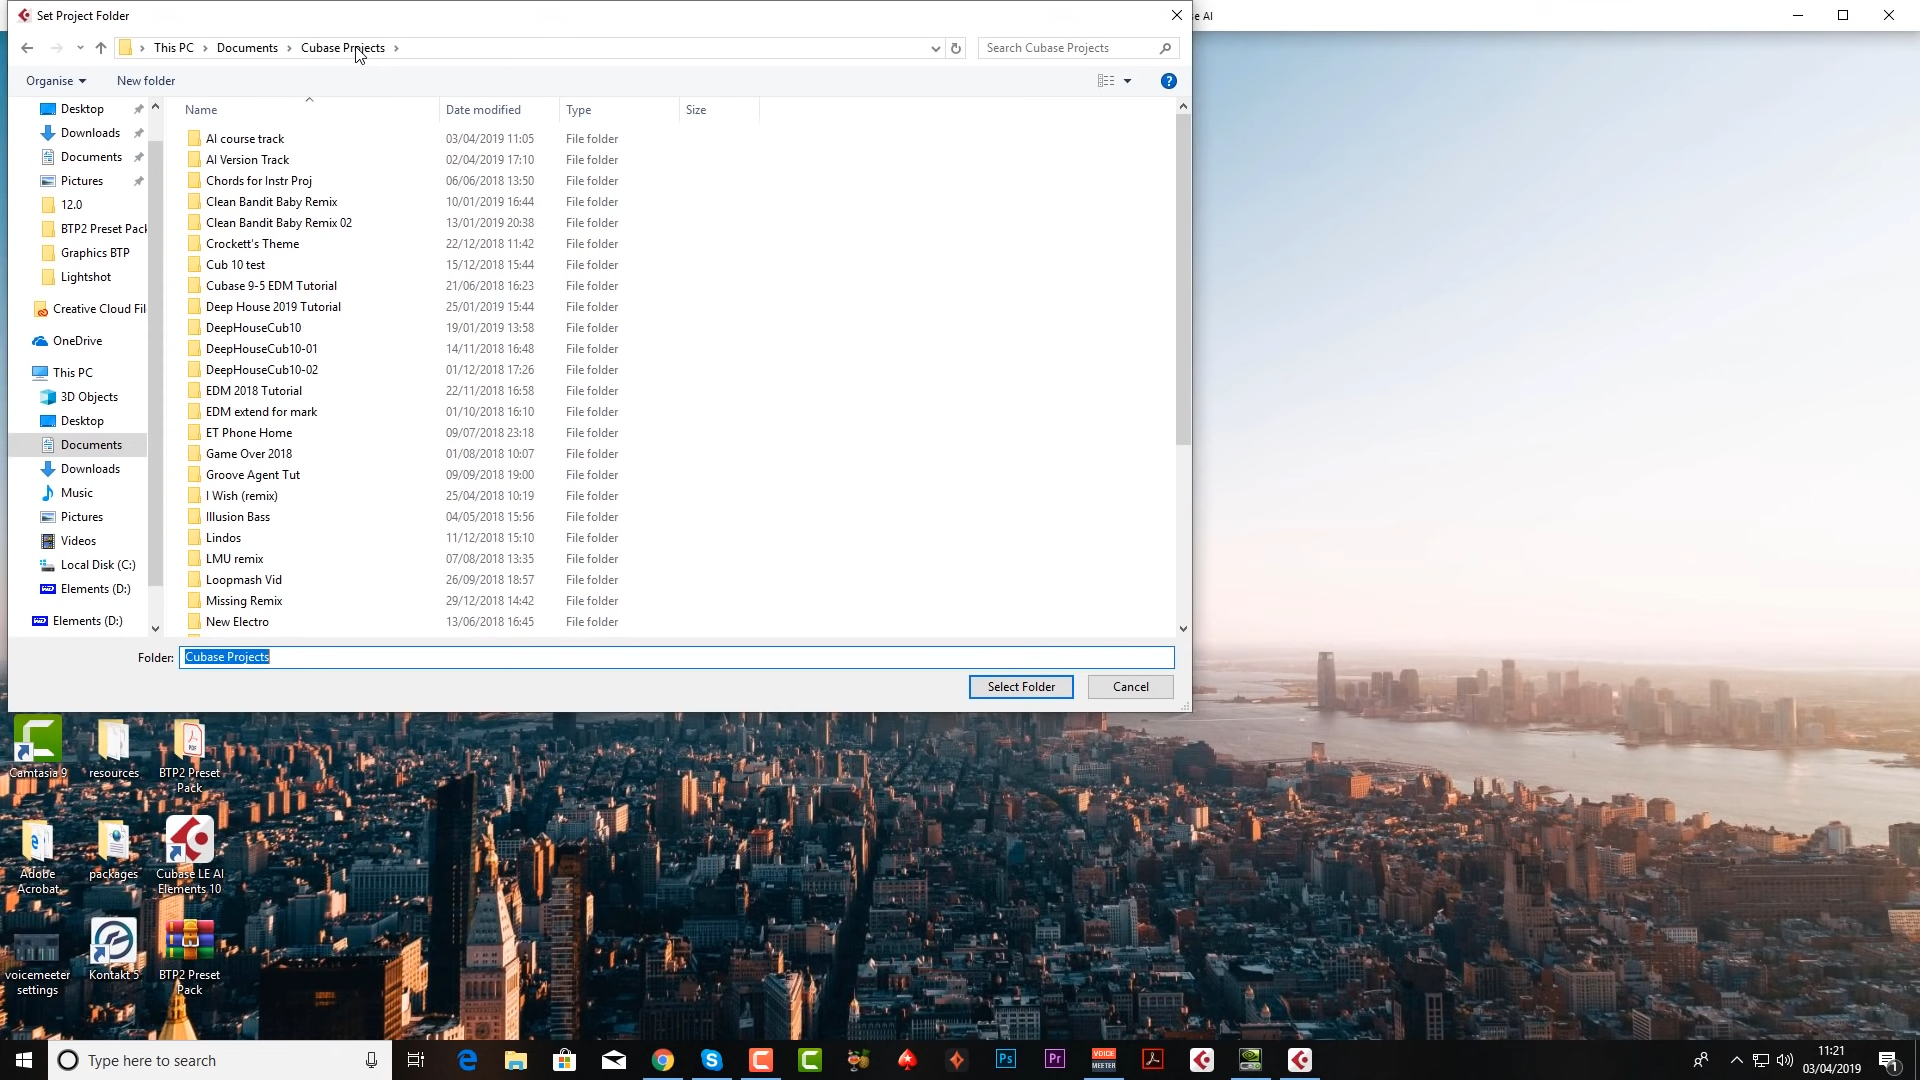 Set Project Folder
e AI
This PC
Documents
Cubase Projects
Search Cubase Projects
Organise
New folder
Name
Date modified
Type
Size
Desktop
Downloads
Documents
Pictures
12.0
BTP2 Preset Pack
Graphics BTP
Lightshot
Creative Cloud Fil
OneDrive
This PC
3D Objects
Desktop
Documents
Downloads
Music
Pictures
Videos
Local Disk (C:)
Elements (D:)
Elements (D:)
AI course track 03/04/2019 11:05 File folder
AI Version Track 02/04/2019 17:10 File folder
Chords for Instr Proj 06/06/2018 13:50 File folder
Clean Bandit Baby Remix 10/01/2019 16:44 File folder
Clean Bandit Baby Remix 02 13/01/2019 20:38 File folder
Crockett's Theme 22/12/2018 11:42 File folder
Cub 10 test 15/12/2018 15:44 File folder
Cubase 9-5 EDM Tutorial 21/06/2018 16:23 File folder
Deep House 2019 Tutorial 25/01/2019 15:44 File folder
DeepHouseCub10 19/01/2019 13:58 File folder
DeepHouseCub10-01 14/11/2018 16:48 File folder
DeepHouseCub10-02 01/12/2018 17:26 File folder
EDM 2018 Tutorial 22/11/2018 16:58 File folder
EDM extend for mark 01/10/2018 16:10 File folder
ET Phone Home 09/07/2018 23:18 File folder
Game Over 2018 01/08/2018 10:07 File folder
Groove Agent Tut 09/09/2018 19:00 File folder
I Wish (remix) 25/04/2018 10:19 File folder
Illusion Bass 04/05/2018 15:56 File folder
Lindos 11/12/2018 15:10 File folder
LMU remix 07/08/2018 13:35 File folder
Loopmash Vid 26/09/2018 18:57 File folder
Missing Remix 29/12/2018 14:42 File folder
New Electro 13/06/2018 16:45 File folder
Folder: Cubase Projects
Select Folder
Cancel
Camtasia 9
resources
PDF
BTP2 Preset
Pack
Adobe
Acrobat
packages
Cubase LE AI
Elements 10
voicemeeter
settings
Kontakt 5
BTP2 Preset
Pack
Type here to search
Ps
Pr
VOICE
MEETER
11:21
03/04/2019
1